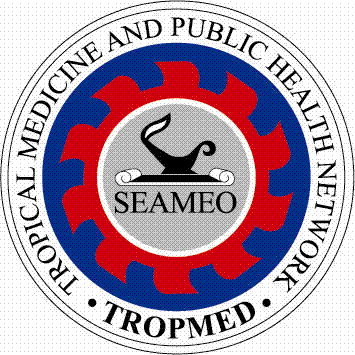 TROPICAL MEDICINE AND PUBLIC HEALTH NETWORK
SEAMEO
• TROPMED •